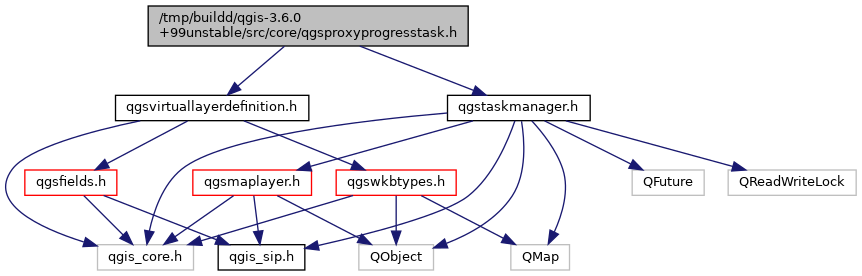 /tmp/buildd/qgis-3.6.0
+99unstable/src/core/qgsproxyprogresstask.h
qgsvirtuallayerdefinition.h
qgstaskmanager.h
qgsfields.h
qgsmaplayer.h
qgswkbtypes.h
QFuture
QReadWriteLock
qgis_core.h
qgis_sip.h
QObject
QMap